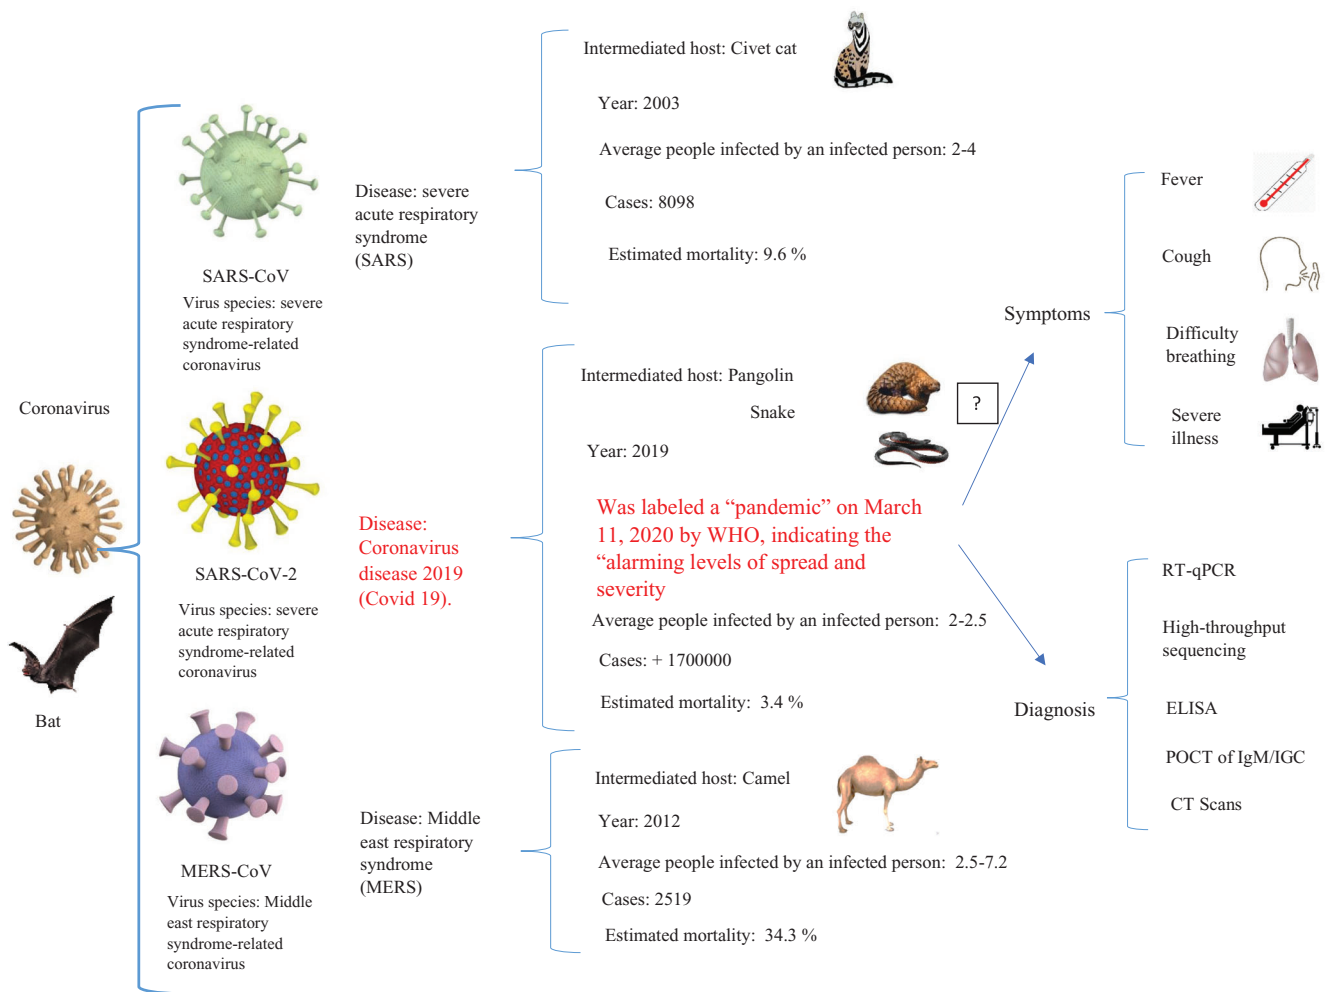 Coronavirus
Bat
SARS-CoV
Virus species: severe
acute respiratory
syndrome-related
coronavirus
SARS-CoV-2
Virus species: severe
acute respiratory
syndrome-related
coronavirus
MERS-CoV
Virus species: Middle
east respiratory
syndrome-related
coronavirus
Disease: severe
acute respiratory
syndrome
(SARS)
Disease:
Coronavirus
disease 2019
(Covid 19).
Disease: Middle
east respiratory
syndrome
(MERS)
Intermediated host: Civet cat
Year: 2003
Average people infected by an infected person: 2-4
Cases: 8098
Estimated mortality: 9.6 %
Intermediated host: Pangolin
Snake
?
Year: 2019
Was labeled a “pandemic” on March
11, 2020 by WHO, indicating the
“alarming levels of spread and
severity
Average people infected by an infected person: 2-2.5
Cases: + 1700000
Estimated mortality: 3.4 %
Intermediated host: Camel
Year: 2012
Average people infected by an infected person: 2.5-7.2
Cases: 2519
Estimated mortality: 34.3 %
Symptoms
Fever
Cough
Difficulty
breathing
Severe
illness
Diagnosis
RT-qPCR
High-throughput
sequencing
ELISA
POCT of IgM/IGC
CT Scans